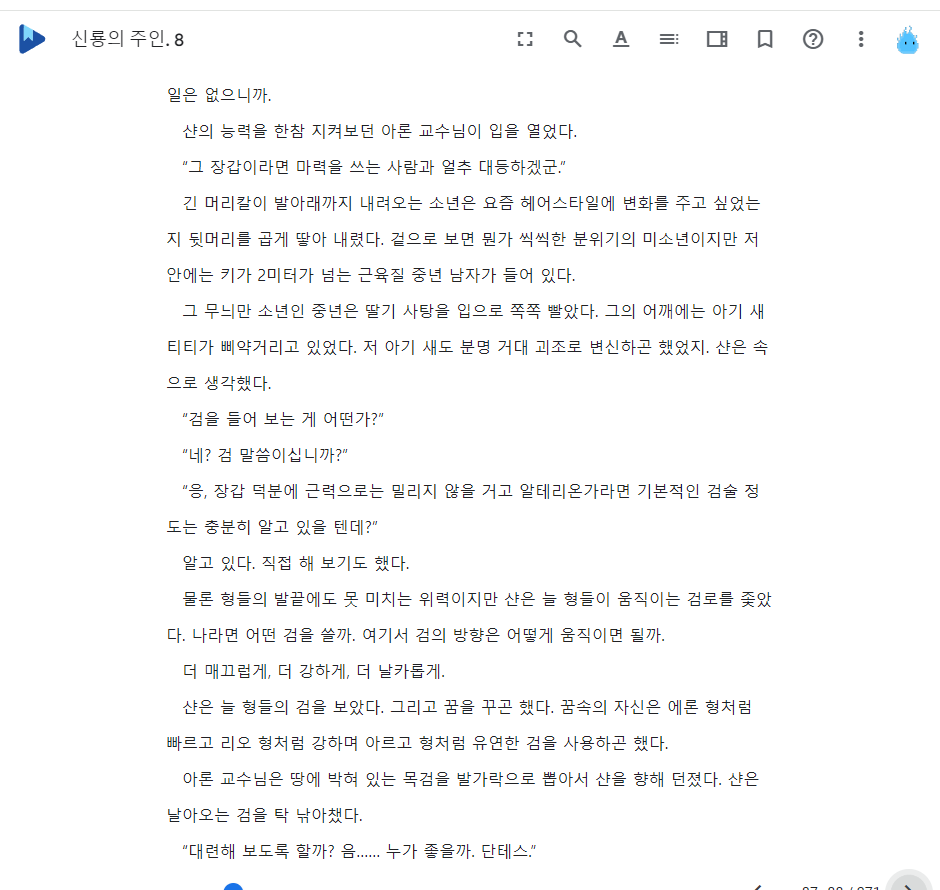 신룡의 주인. 8
일은 없으니까.
샨의 능력을 한참 지켜보던 아론 교수님이 입을 열었다.
“그 장갑이라면 마력을 쓰는 사람과 얼추 대등하겠군.”
긴 머리칼이 발아래까지 내려오는 소년은 요즘 헤어스타일에 변화를 주고 싶었는
지 뒷머리를 곱게 땋아 내렸다. 겉으로 보면 뭔가 씩씩한 분위기의 미소년이지만 저
안에는 키가 2미터가 넘는 근육질 중년 남자가 들어 있다.
그 무늬만 소년인 중년은 딸기 사탕을 입으로 쪽쪽 빨았다. 그의 어깨에는 아기 새
티티가 삐약거리고 있었다. 저 아기 새도 분명 거대 괴조로 변신하곤 했었지. 샨은 속
으로 생각했다.
“검을 들어 보는 게 어떤가?”
“네? 검 말씀이십니까?”
“응, 장갑 덕분에 근력으로는 밀리지 않을 거고 알테리온가라면 기본적인 검술 정
도는 충분히 알고 있을 텐데?”
알고 있다. 직접 해 보기도 했다.
물론 형들의 발끝에도 못 미치는 위력이지만 샨은 늘 형들이 움직이는 검로를 좇았
다. 나라면 어떤 검을 쓸까. 여기서 검의 방향은 어떻게 움직이면 될까.
더 매끄럽게, 더 강하게, 더 날카롭게.
샨은 늘 형들의 검을 보았다. 그리고 꿈을 꾸곤 했다. 꿈속의 자신은 에론 형처럼
빠르고 리오 형처럼 강하며 아르고 형처럼 유연한 검을 사용하곤 했다.
아론 교수님은 땅에 박혀 있는 목검을 발가락으로 뽑아서 샨을 향해 던졌다. 샨은
날아오는 검을 탁 낚아챘다.
“대련해 보도록 할까? 음…… 누가 좋을까. 단테스.”